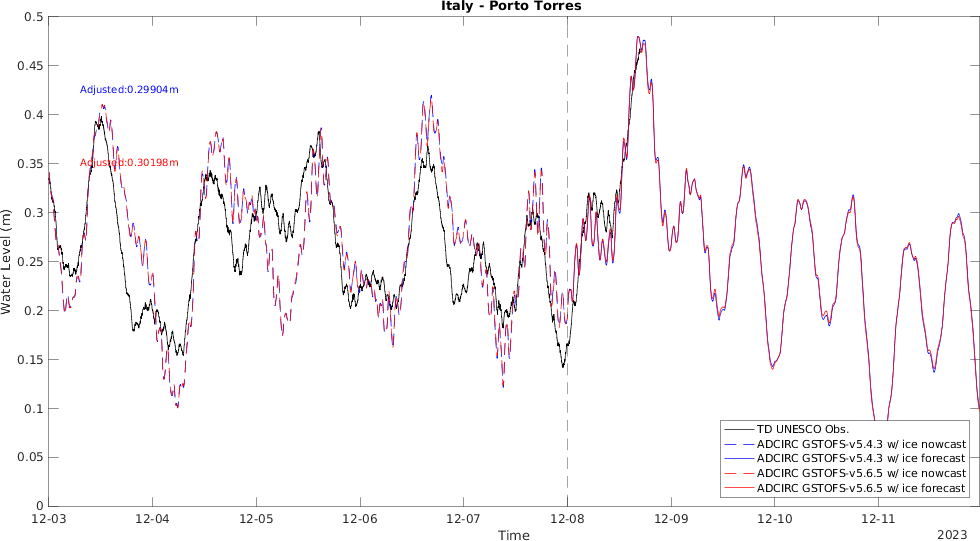 Italy - Porto Torres
0.5
0.45
0.4
0.35
0.3
0.25
0.2
0.15
0.1
0.05
0
Water Level (m)
Adjusted:0.29904m
Adjusted:0.30198m
TD UNESCO Obs.
ADCIRC GSTOFS-v5.4.3 w/ ice nowcast
ADCIRC GSTOFS-v5.4.3 w/ ice forecast
ADCIRC GSTOFS-v5.6.5 w/ ice nowcast
ADCIRC GSTOFS-v5.6.5 w/ ice forecast
12-03 12-04 12-05 12-06 12-07 12-08 12-09 12-10 12-11
Time
2023